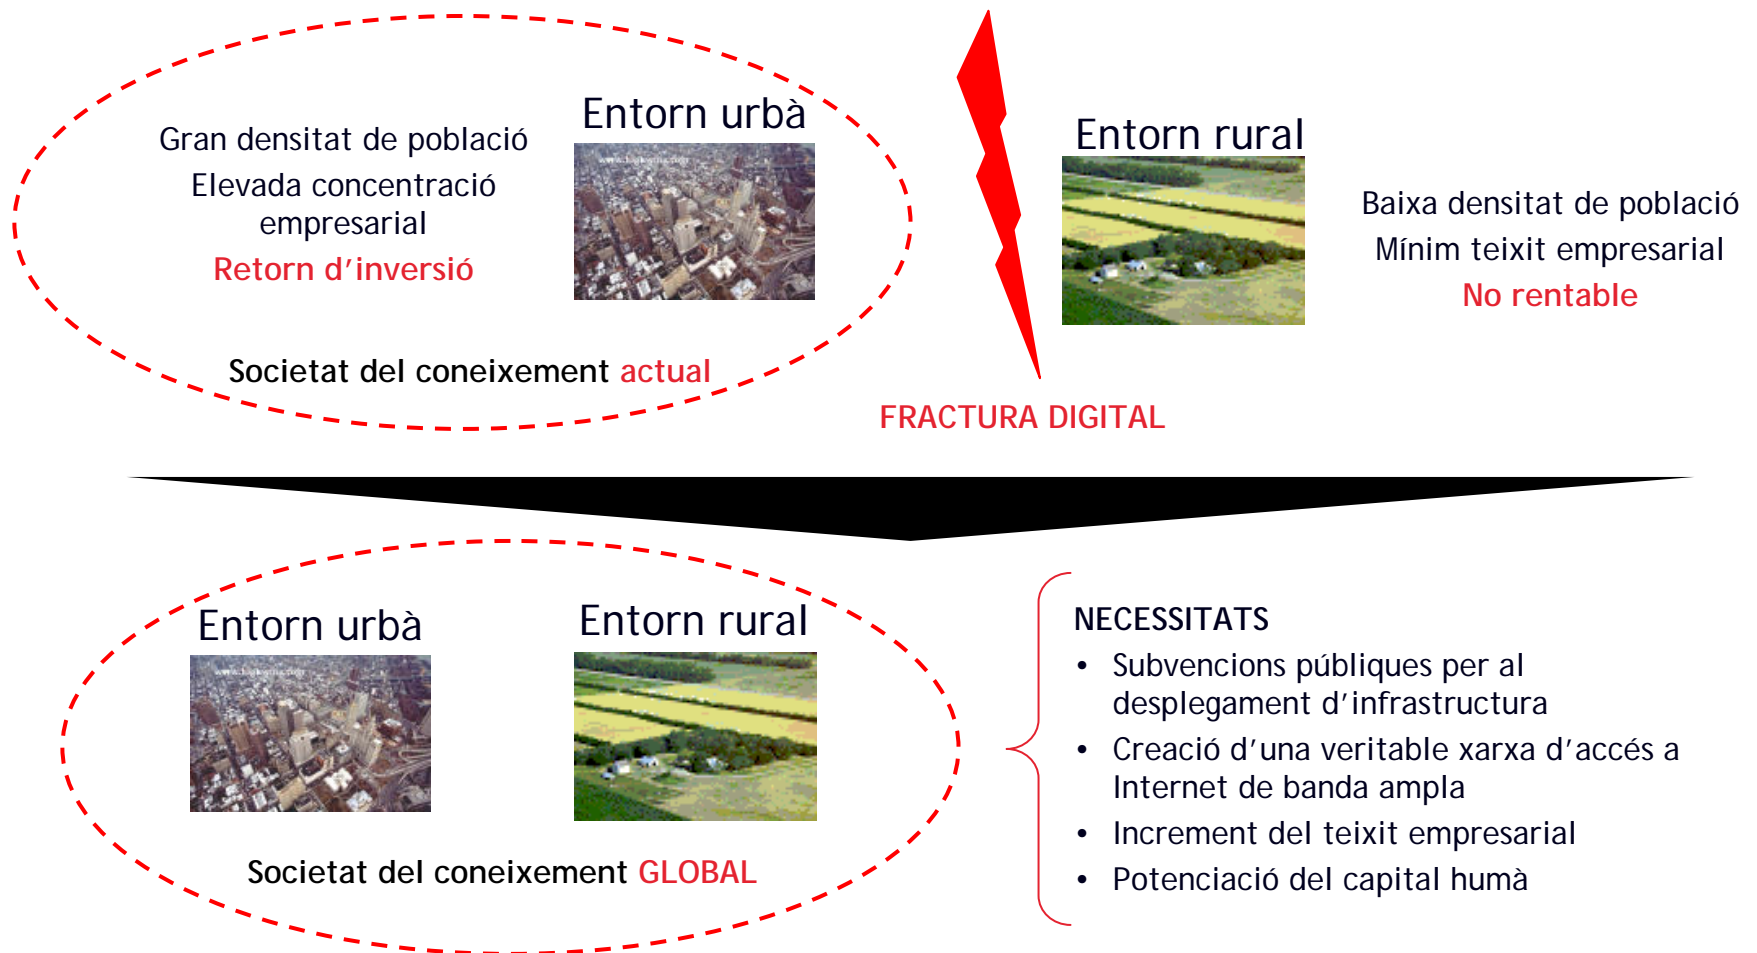 Entorn urbà
Gran densitat de població
Elevada concentració
empresarial
Retorn d'inversió
Societat del coneixement actual
Entorn rural
Baixa densitat de població
Mínim teixit empresarial
No rentable
FRACTURA DIGITAL
Entorn urbà
Entorn rural
Societat del coneixement GLOBAL
NECESSITATS
• Subvencions públiques per al
desplegament d'infrastructura
• Creació d'una veritable xarxa d'accés a
Internet de banda ampla
• Increment del teixit empresarial
• Potenciació del capital humà